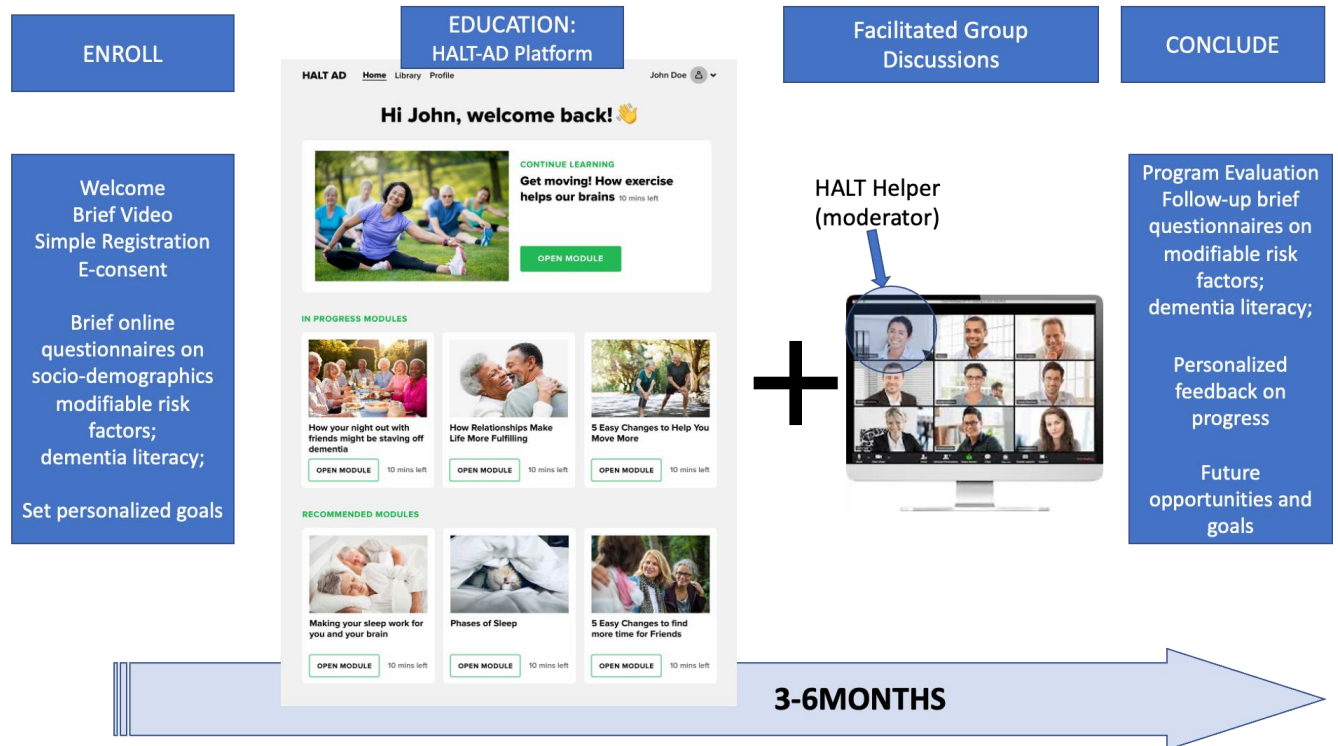 ENROLL
Welcome
Brief Video
Simple Registration
E-consent
Brief online
questionnaires on
socio-demographics
modifiable risk
factors;
dementia literacy;
Set personalized goals
EDUCATION:
HALT-AD Platform
HALT AD Home Library Profile John Doe
Hi John, welcome back!
CONTINUE LEARNING
Get moving! How exercise
helps our brains 10 mins left
OPEN MODULE
IN PROGRESS MODULES
How your night out with
friends might be staving off
dementia
OPEN MODULE 10 mins left
How Relationships Make
Life More Fulfilling
OPEN MODULE 10 mins left
5 Easy Changes to Help You
Move More
OPEN MODULE 10 mins left
RECOMMENDED MODULES
Making your sleep work for
you and your brain
OPEN MODULE 10 mins left
Phases of Sleep
OPEN MODULE 10 mins left
5 Easy Changes to find
more time for Friends
OPEN MODULE 10 mins left
Facilitated Group
Discussions
HALT Helper
(moderator)
CONCLUDE
Program Evaluation
Follow-up brief
questionnaires on
modifiable risk
factors;
dementia literacy;
Personalized
feedback on
progress
Future
opportunities and
goals
3-6MONTHS